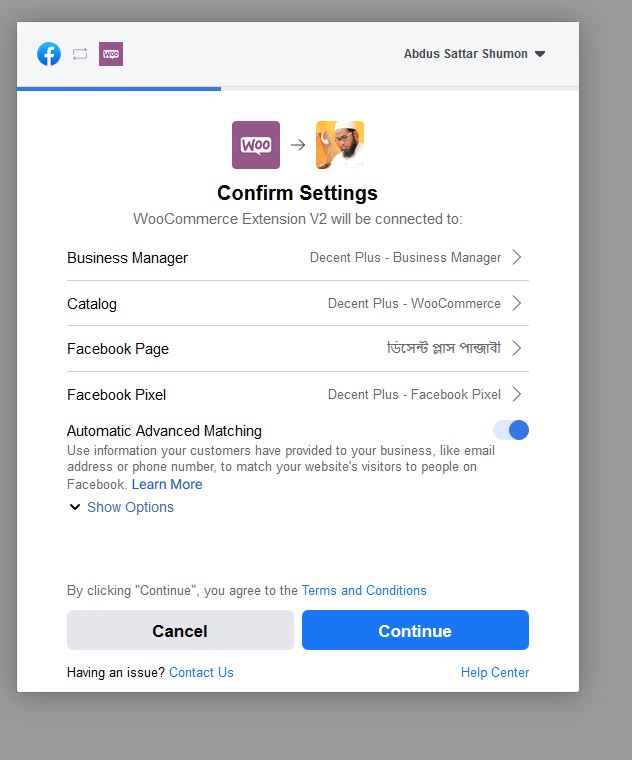 woo
Abdus Sattar Shumon
WOO
Confirm Settings
WooCommerce Extension V2 will be connected to:
Business Manager Decent Plus - Business Manager
Catalog Decent Plus - WooCommerce
Facebook Page ডিসেন্ট প্লাস পাঞ্জাবী
Facebook Pixel Decent Plus - Facebook Pixel
Automatic Advanced Matching
Use information your customers have provided to your business, like email
address or phone number, to match your website's visitors to people on
Facebook. Learn More
Show Options
By clicking "Continue", you agree to the Terms and Conditions
Cancel Continue
Having an issue? Contact Us Help Center